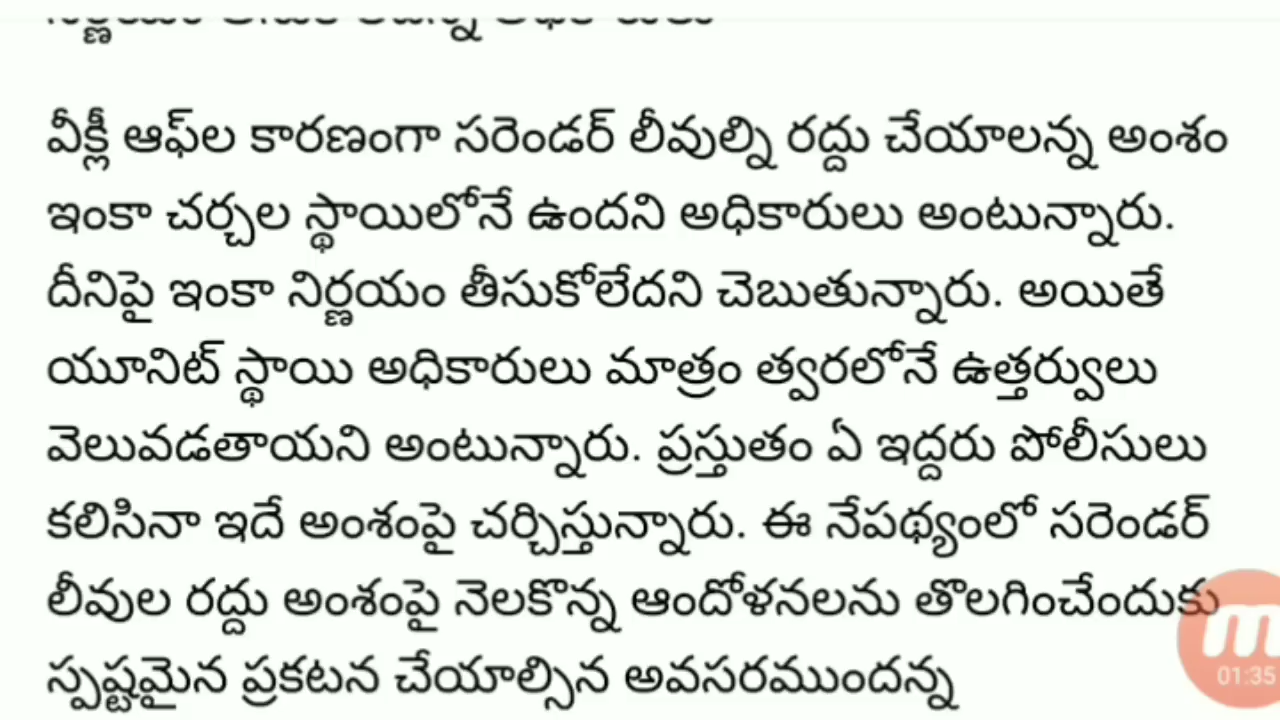 వీక్లీ ఆఫ్‌ల కారణంగా సరెండర్ లీవుల్ని రద్దు చేయాలన్న అంశం
ఇంకా చర్చల స్థాయిలోనే ఉందని అధికారులు అంటున్నారు.
దీనిపై ఇంకా నిర్ణయం తీసుకోలేదని చెబుతున్నారు. అయితే
యూనిట్ స్థాయి అధికారులు మాత్రం త్వరలోనే ఉత్తర్వులు
వెలువడతాయని అంటున్నారు. ప్రస్తుతం ఏ ఇద్దరు పోలీసులు
కలిసినా ఇదే అంశంపై చర్చిస్తున్నారు. ఈ నేపథ్యంలో సరెండర్
లీవుల రద్దు అంశంపై నెలకొన్న ఆందోళనలను తొలగించేందుకు
స్పష్టమైన ప్రకటన చేయాల్సిన అవసరముందన్న
01:35